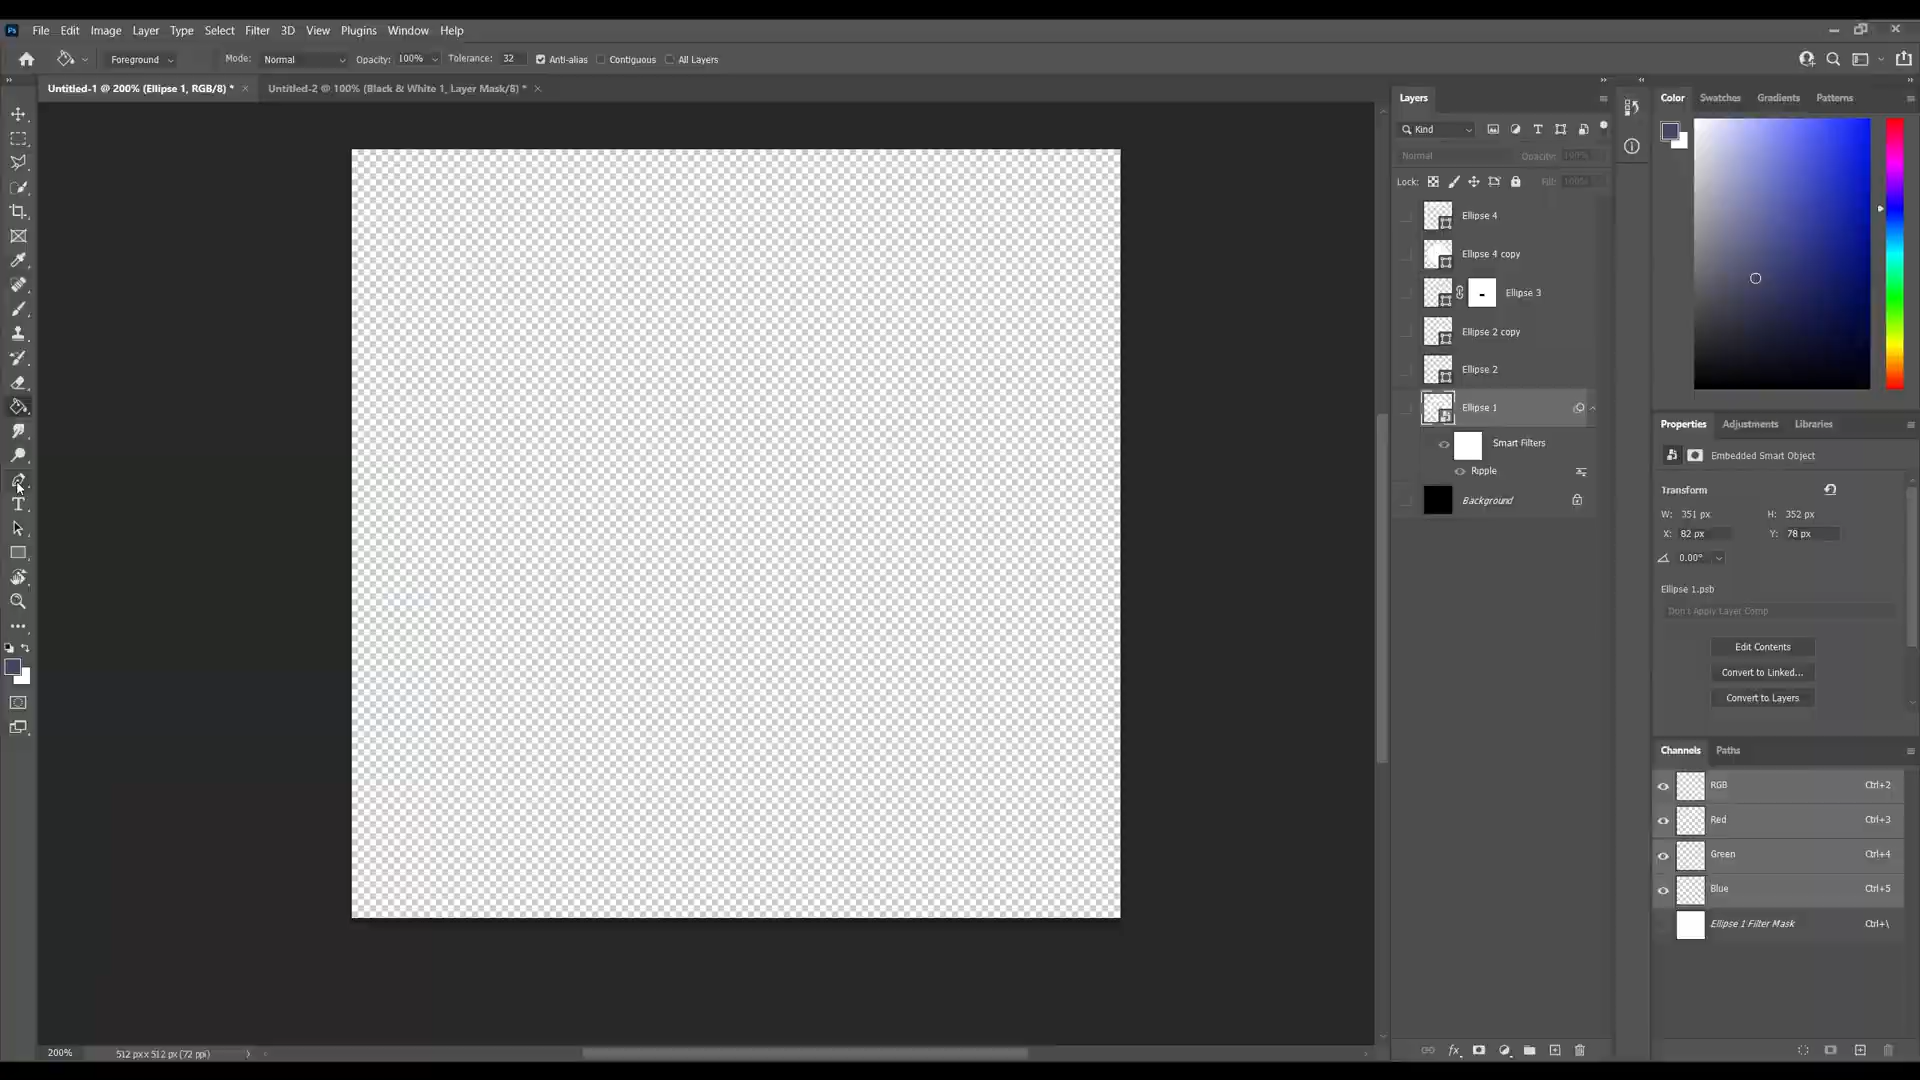 Ps File Edit Image Layer Type Select Filter 3D View Plugins Window Help
Foreground Mode: Normal Opacity: 100% Tolerance: 32 Anti-alias Contiguous All Layers
Untitled-1 @ 200% (Ellipse 1, RGB/8) * × Untitled-2 @ 100% (Black & White 1, Layer Mask/8) * ×
Layers
Kind
Normal Opacity: 100%
Lock: Fill: 100%
Ellipse 4
Ellipse 4 copy
Ellipse 3
Ellipse 2 copy
Ellipse 2
Ellipse 1
Smart Filters
Ripple
Background
Color Swatches Gradients Patterns
Properties Adjustments Libraries
Embedded Smart Object
Transform
W: 351 px H: 352 px
X: 82 px Y: 78 px
0.00°
Ellipse 1.psb
Don't Apply Layer Comp
Edit Contents
Convert to Linked...
Convert to Layers
Channels Paths
RGB Ctrl+2
Red Ctrl+3
Green Ctrl+4
Blue Ctrl+5
Ellipse 1 Filter Mask Ctrl+\
200% 512 px x 512 px (72 ppi)
fx